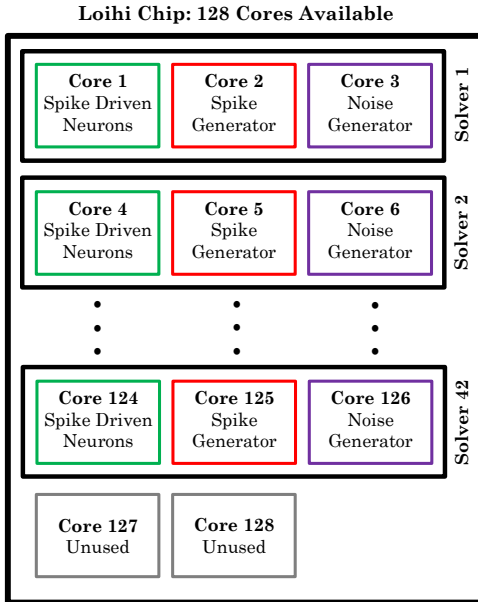 Loihi Chip: 128 Cores Available
Core 1
Spike Driven
Neurons
Core 2
Spike
Generator
Core 3
Noise
Generator
Solver 1
Core 4
Spike Driven
Neurons
Core 5
Spike
Generator
Core 6
Noise
Generator
Solver 2
Core 124
Spike Driven
Neurons
Core 125
Spike
Generator
Core 126
Noise
Generator
Solver 42
Core 127
Unused
Core 128
Unused